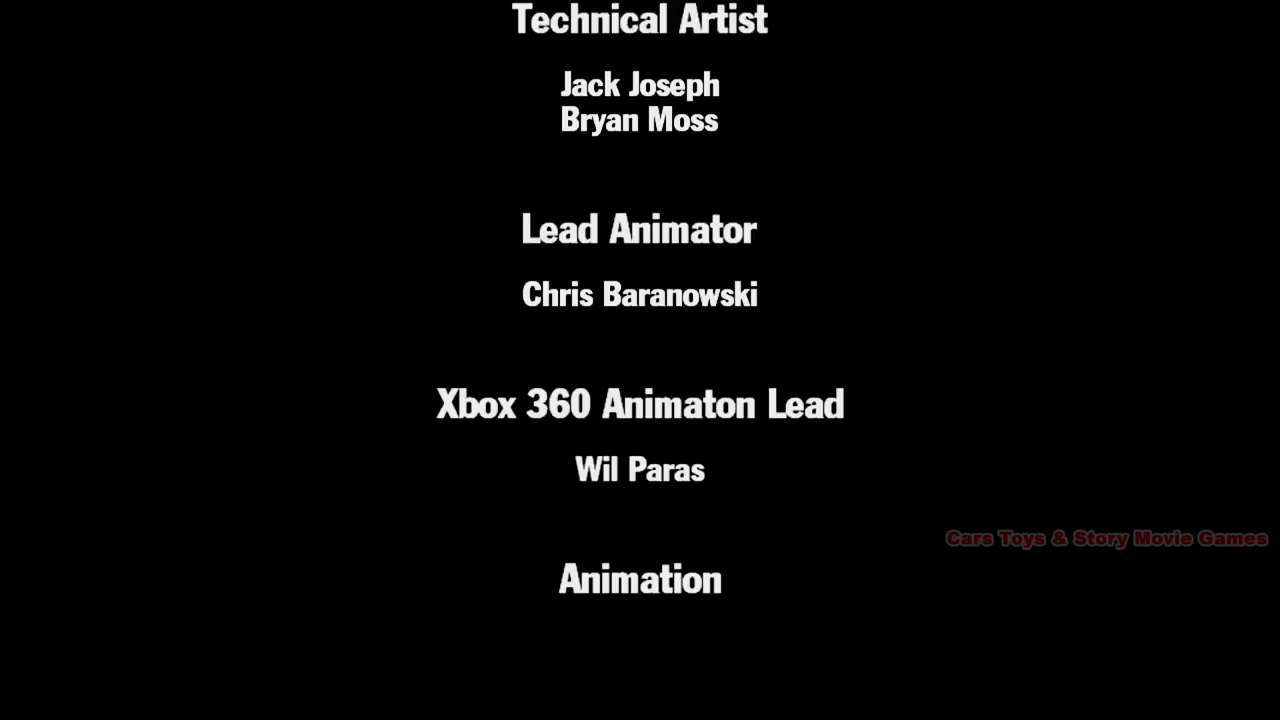 Technical Artist
Jack Joseph
Bryan Moss
Lead Animator
Chris Baranowski
Xbox 360 Animaton Lead
Wil Paras
Cars Toys & Story Movie Games
Animation